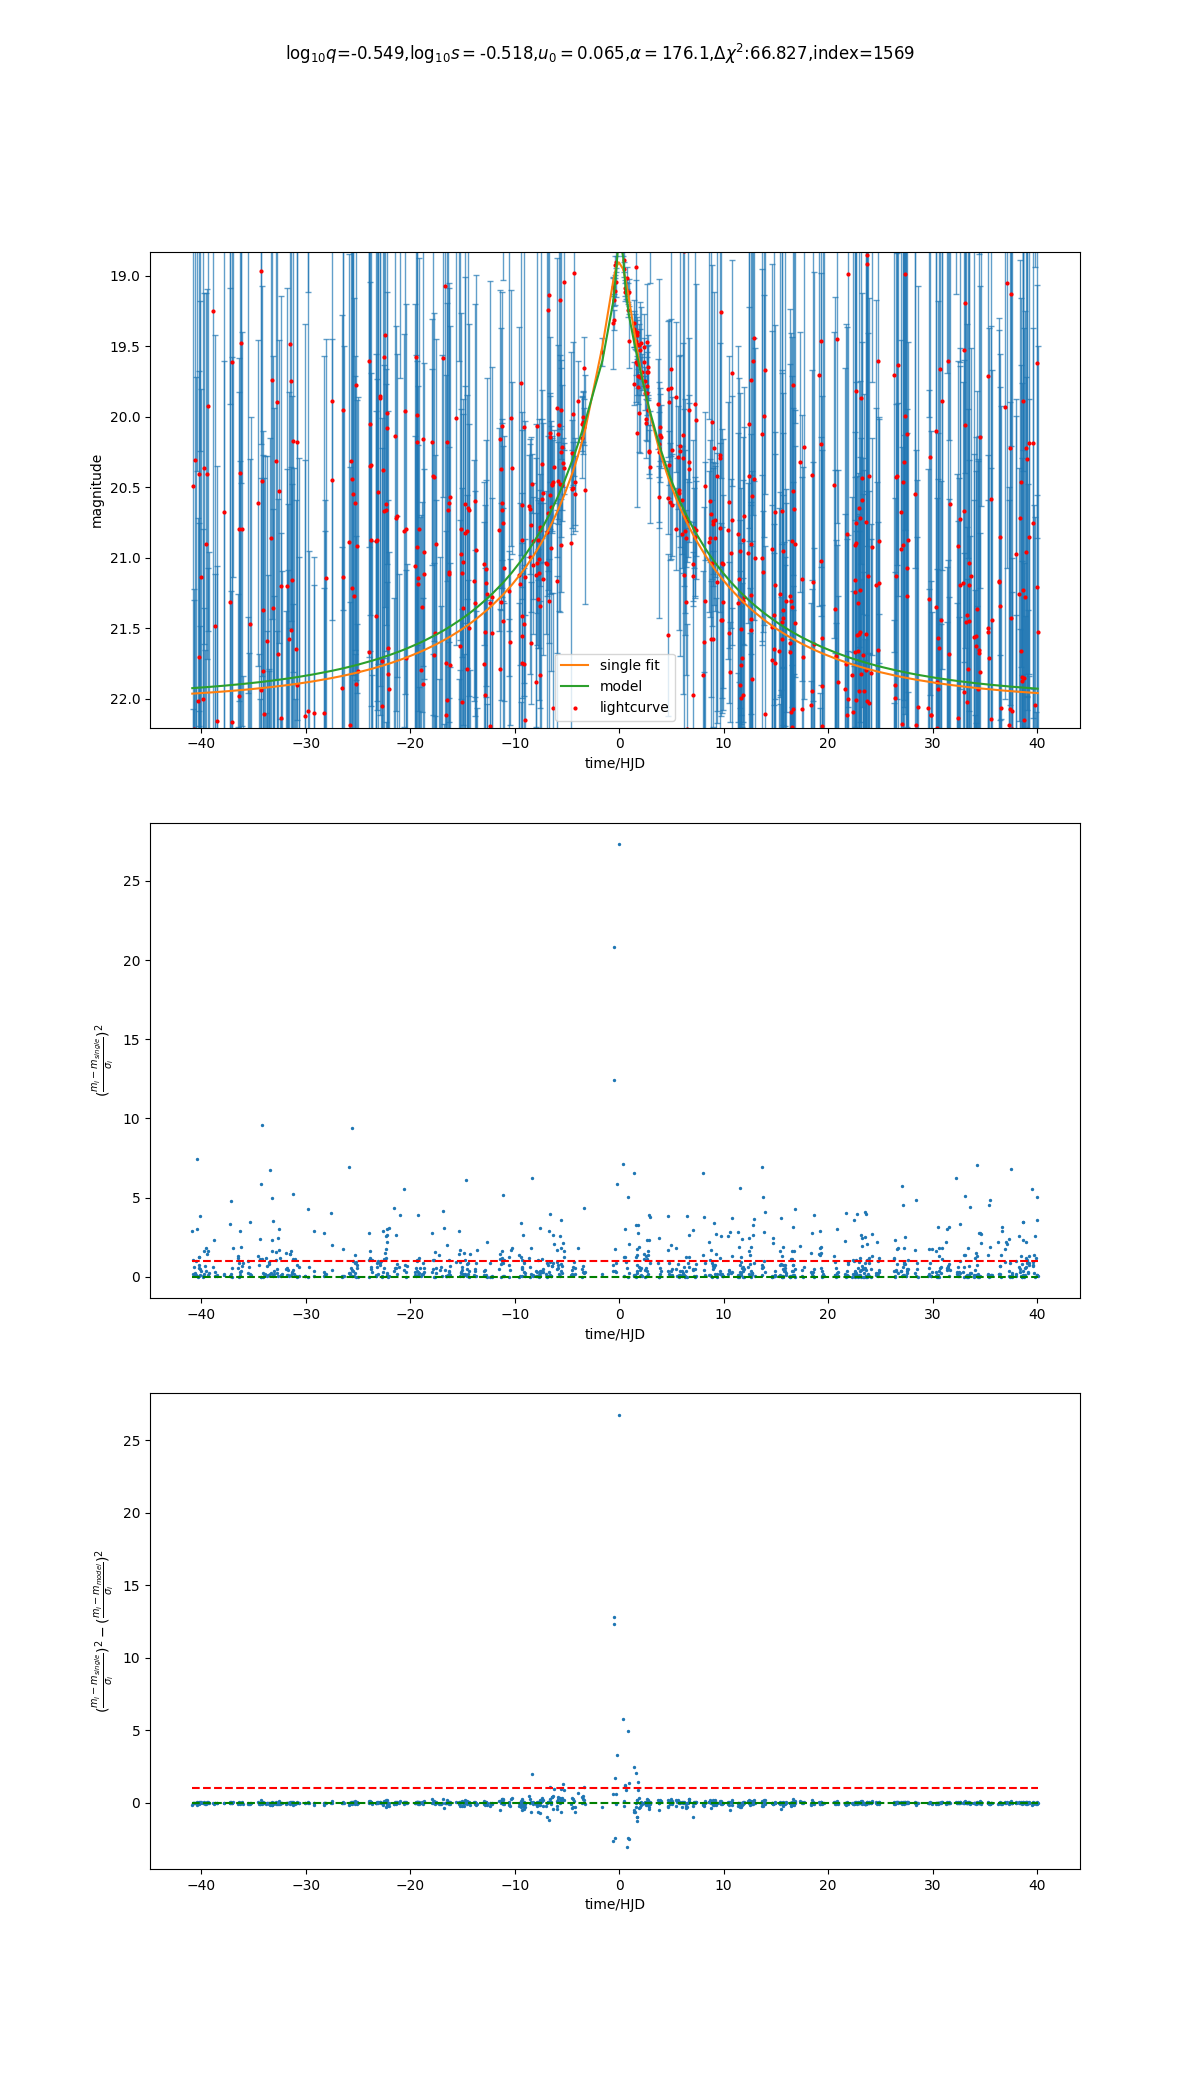 log₁₀q=-0.549,log₁₀s = -0.518,u₀ = 0.065,α = 176.1,Δχ²:66.827,index=1569
19.0
19.5
20.0
20.5
21.0
21.5
22.0
magnitude
single fit
model
lightcurve
−40 −30 −20 −10 0 10 20 30 40
time/HJD
25
20
15
10
5
0
((mᵢ − m_single)/σᵢ)²
−40 −30 −20 −10 0 10 20 30 40
time/HJD
25
20
15
10
5
0
((mᵢ − m_single)/σᵢ)² − ((mᵢ − m_model)/σᵢ)²
−40 −30 −20 −10 0 10 20 30 40
time/HJD